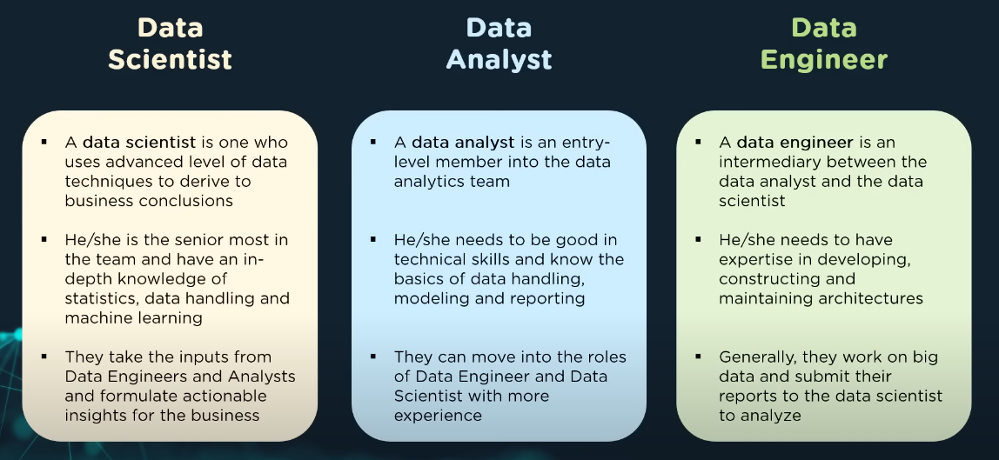 Data
Scientist
▪ A data scientist is one who
uses advanced level of data
techniques to derive to
business conclusions
▪ He/she is the senior most in
the team and have an in-
depth knowledge of
statistics, data handling and
machine learning
▪ They take the inputs from
Data Engineers and Analysts
and formulate actionable
insights for the business
Data
Analyst
▪ A data analyst is an entry-
level member into the data
analytics team
▪ He/she needs to be good in
technical skills and know the
basics of data handling,
modeling and reporting
▪ They can move into the roles
of Data Engineer and Data
Scientist with more
experience
Data
Engineer
▪ A data engineer is an
intermediary between the
data analyst and the data
scientist
▪ He/she needs to have
expertise in developing,
constructing and
maintaining architectures
▪ Generally, they work on big
data and submit their
reports to the data scientist
to analyze